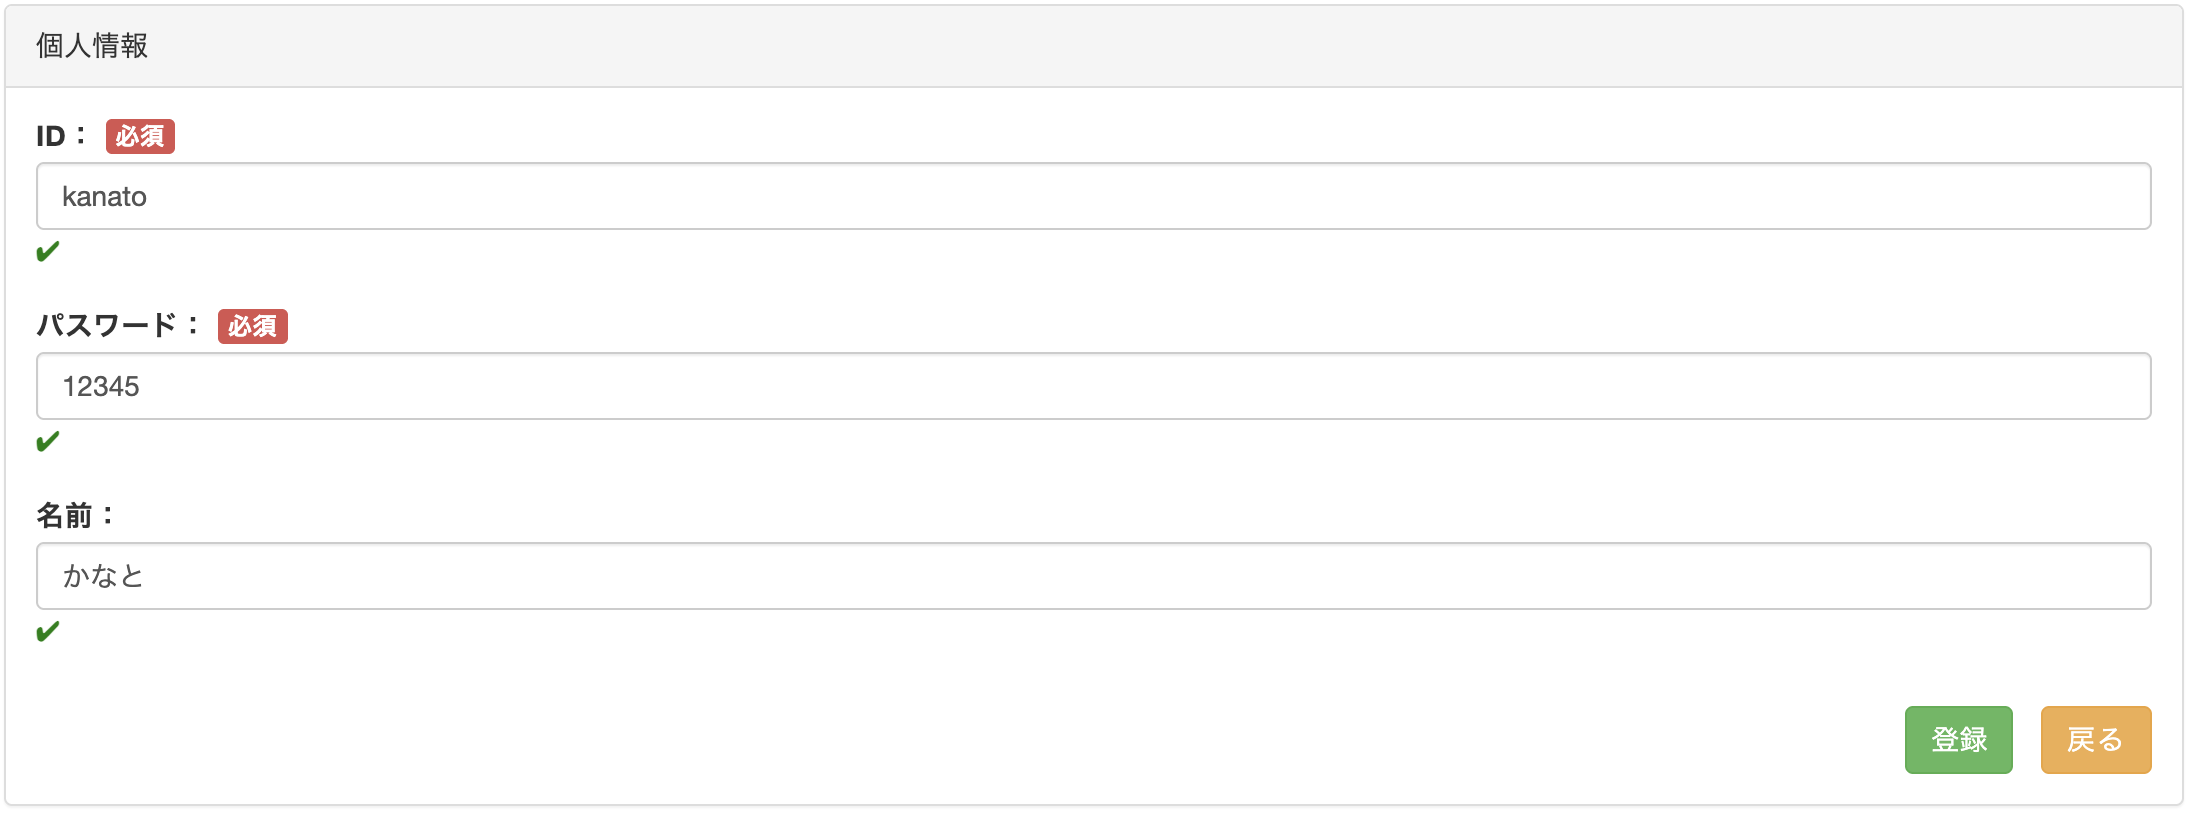 個人情報
ID： 必須
kanato
✔
パスワード： 必須
12345
✔
名前：
かなと
✔
登録 戻る